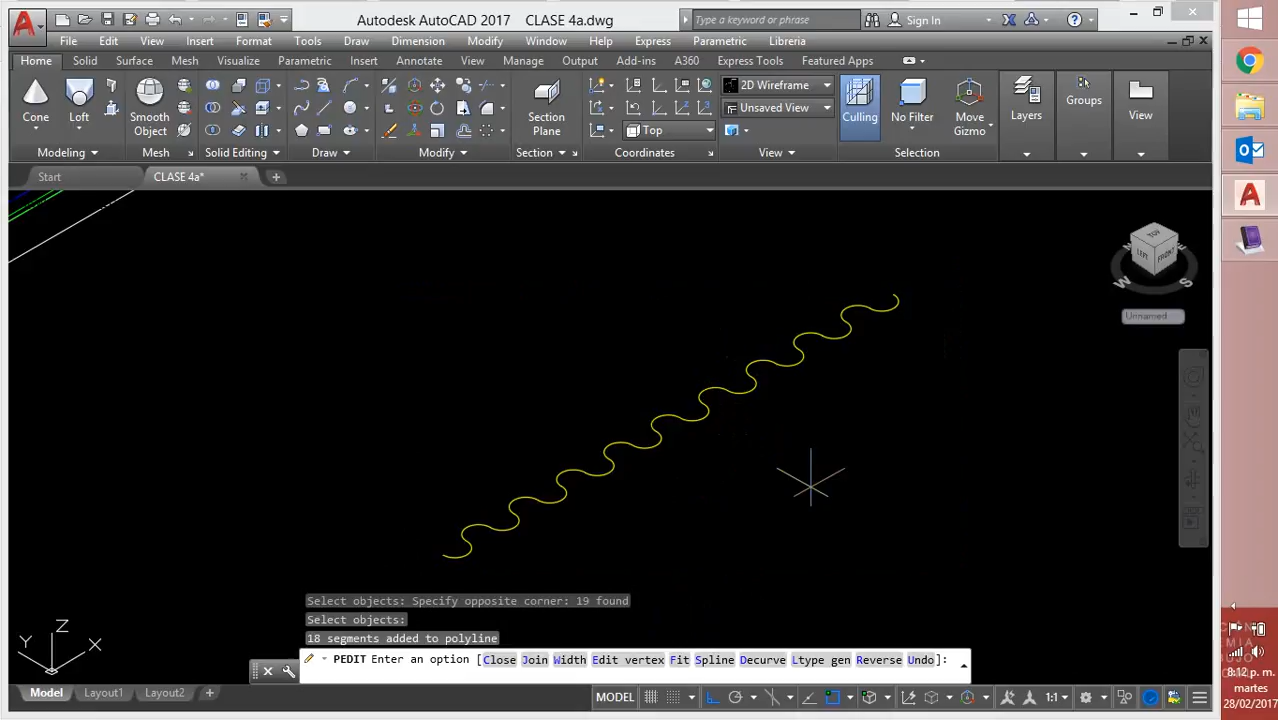 Autodesk AutoCAD 2017 CLASE 4a.dwg
Type a keyword or phrase
Sign In
File Edit View Insert Format Tools Draw Dimension Modify Window Help Express Parametric Libreria
Home Solid Surface Mesh Visualize Parametric Insert Annotate View Manage Output Add-ins A360 Express Tools Featured Apps
2D Wireframe
Unsaved View
Top
Cone
Loft
Smooth Object
Section Plane
Culling
No Filter
Move Gizmo
Layers
Groups
View
Modeling Mesh Solid Editing Draw Modify Section Coordinates View Selection
Start
CLASE 4a*
TOP
LEFT
FRONT
W
S
Unnamed
Select objects: Specify opposite corner: 19 found
Select objects:
18 segments added to polyline
PEDIT Enter an option [Close Join Width Edit vertex Fit Spline Decurve Ltype gen Reverse Undo]:
Z
Y
X
Model Layout1 Layout2
MODEL
1:1
8:12 p. m.
martes
28/02/2017